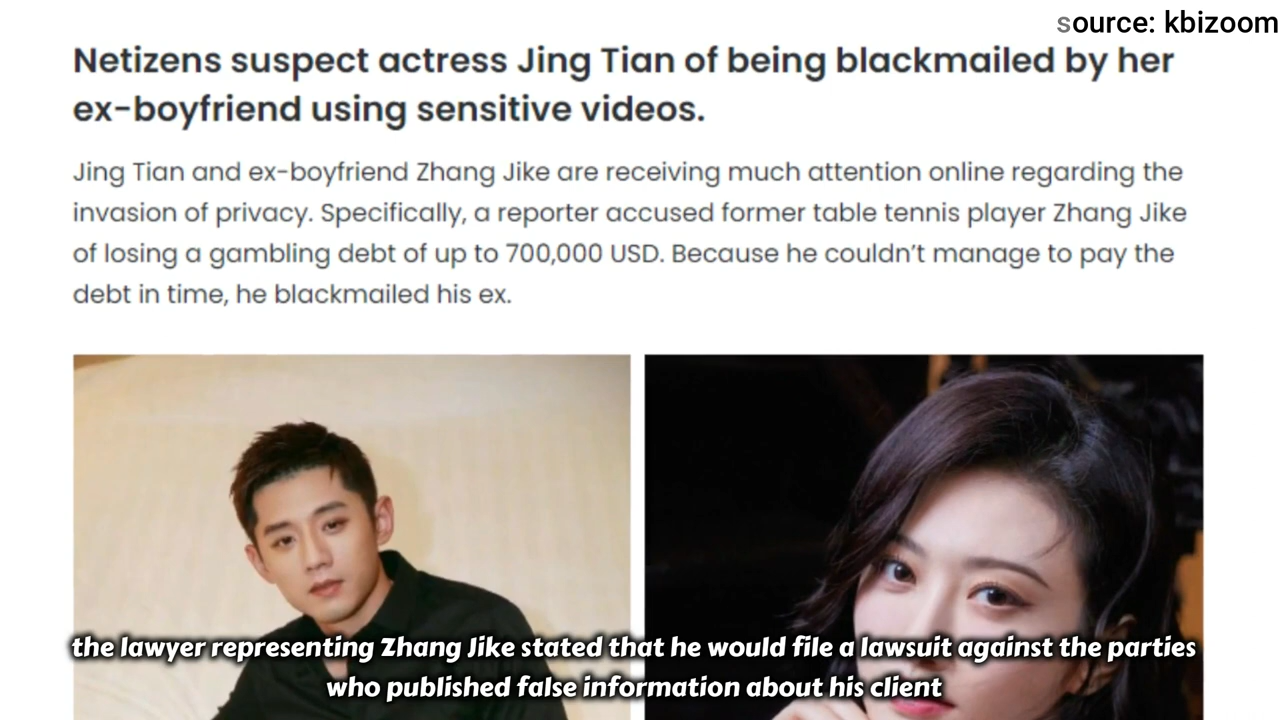 source: kbizoom
Netizens suspect actress Jing Tian of being blackmailed by her
ex-boyfriend using sensitive videos.
Jing Tian and ex-boyfriend Zhang Jike are receiving much attention online regarding the
invasion of privacy. Specifically, a reporter accused former table tennis player Zhang Jike
of losing a gambling debt of up to 700,000 USD. Because he couldn’t manage to pay the
debt in time, he blackmailed his ex.
the lawyer representing Zhang Jike stated that he would file a lawsuit against the parties
who published false information about his client